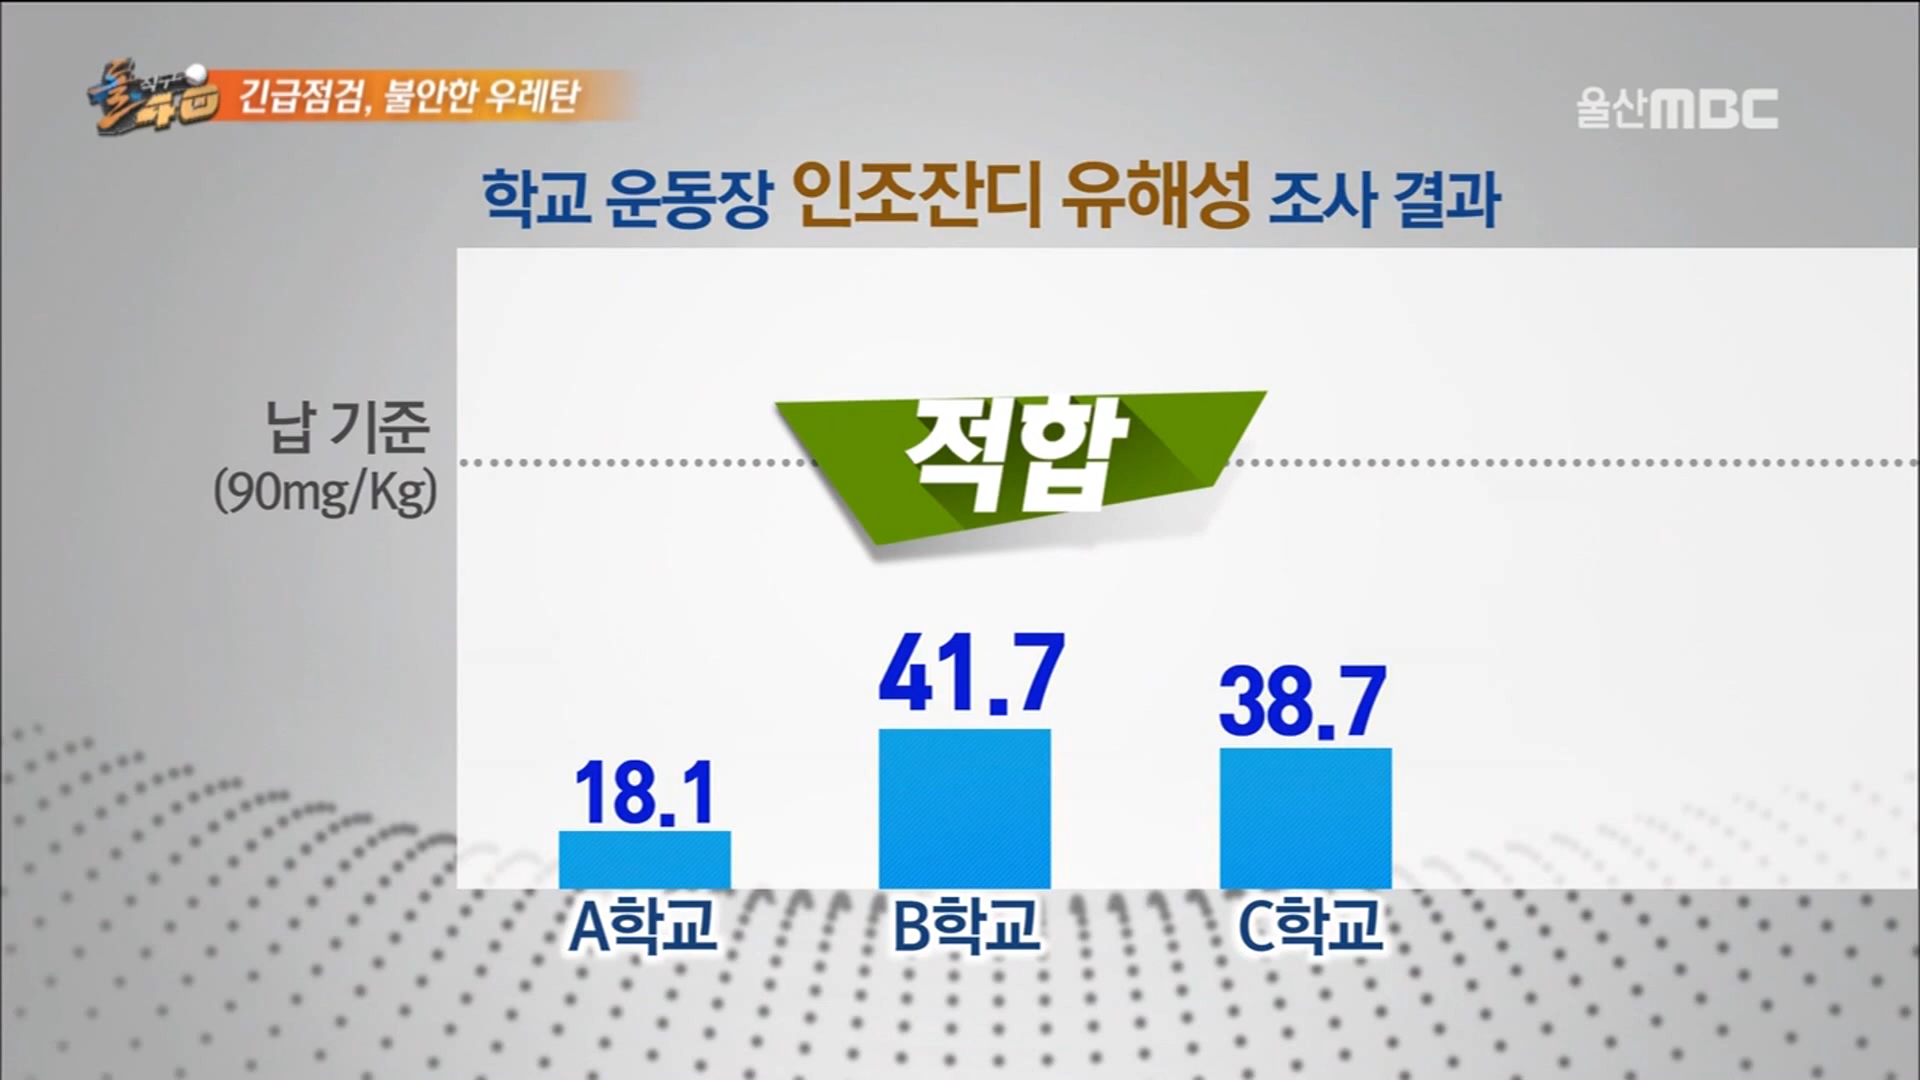 긴급점검, 불안한 우레탄
울산MBC
학교 운동장 인조잔디 유해성 조사 결과
납 기준
(90mg/Kg)
적합
18.1
41.7
38.7
A학교
B학교
C학교